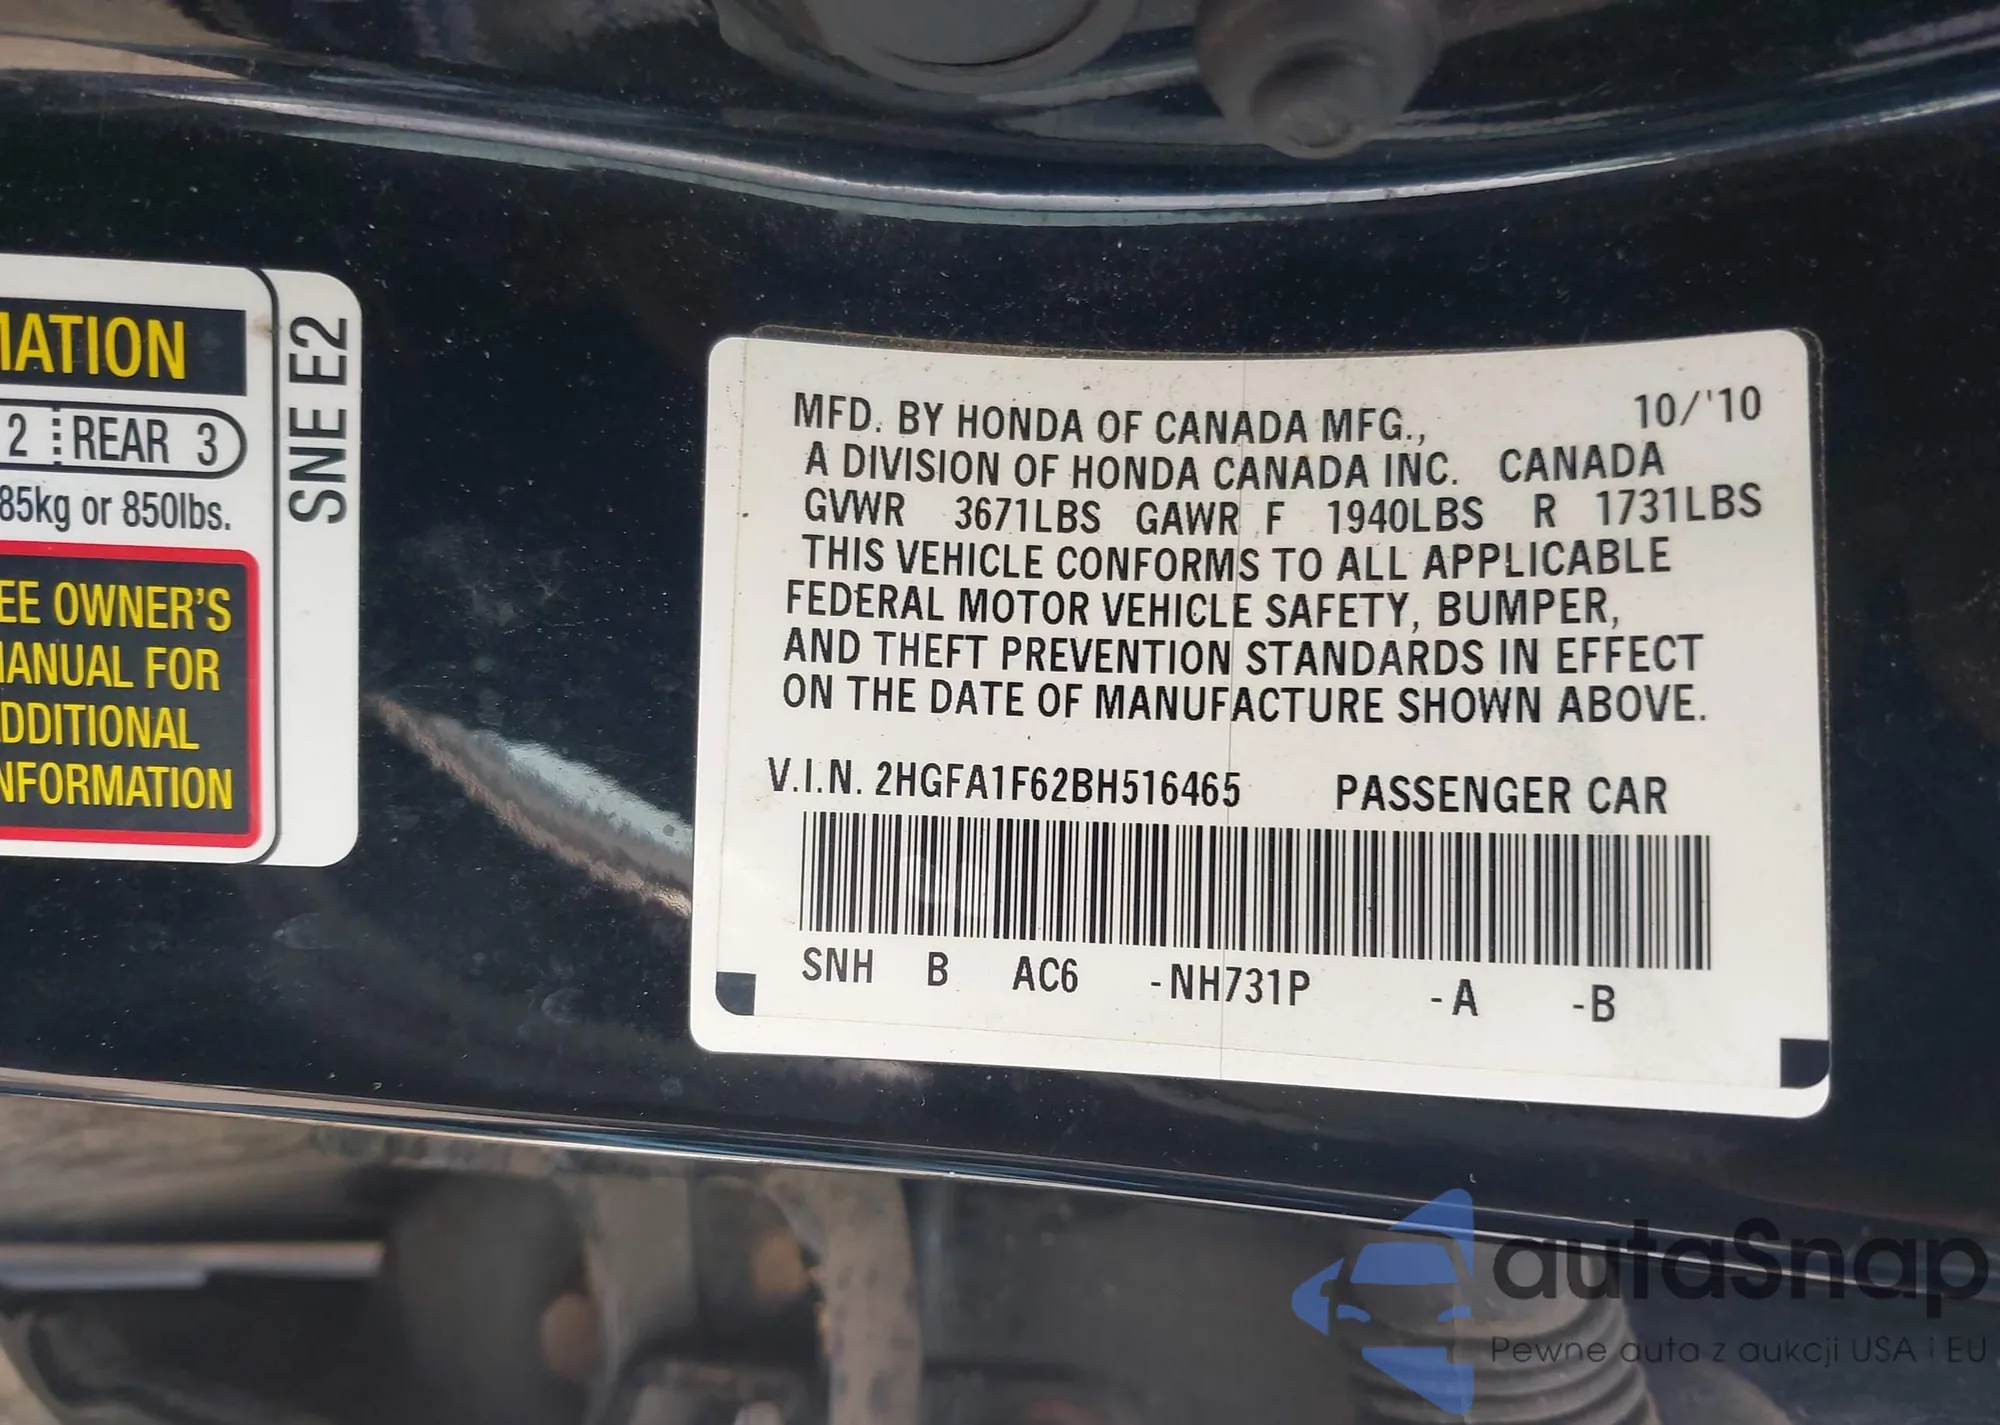 MATION
2 REAR 3
85kg or 850lbs.
EE OWNER'S
MANUAL FOR
DDITIONAL
NFORMATION
SNE E2
10/'10
MFD. BY HONDA OF CANADA MFG.,
A DIVISION OF HONDA CANADA INC. CANADA
GVWR 3671LBS GAWR F 1940LBS R 1731LBS
THIS VEHICLE CONFORMS TO ALL APPLICABLE
FEDERAL MOTOR VEHICLE SAFETY, BUMPER,
AND THEFT PREVENTION STANDARDS IN EFFECT
ON THE DATE OF MANUFACTURE SHOWN ABOVE.
V.I.N. 2HGFA1F62BH516465 PASSENGER CAR
SNH B AC6 -NH731P -A -B
autaSnap
Pewne auta z aukcji USA i EU